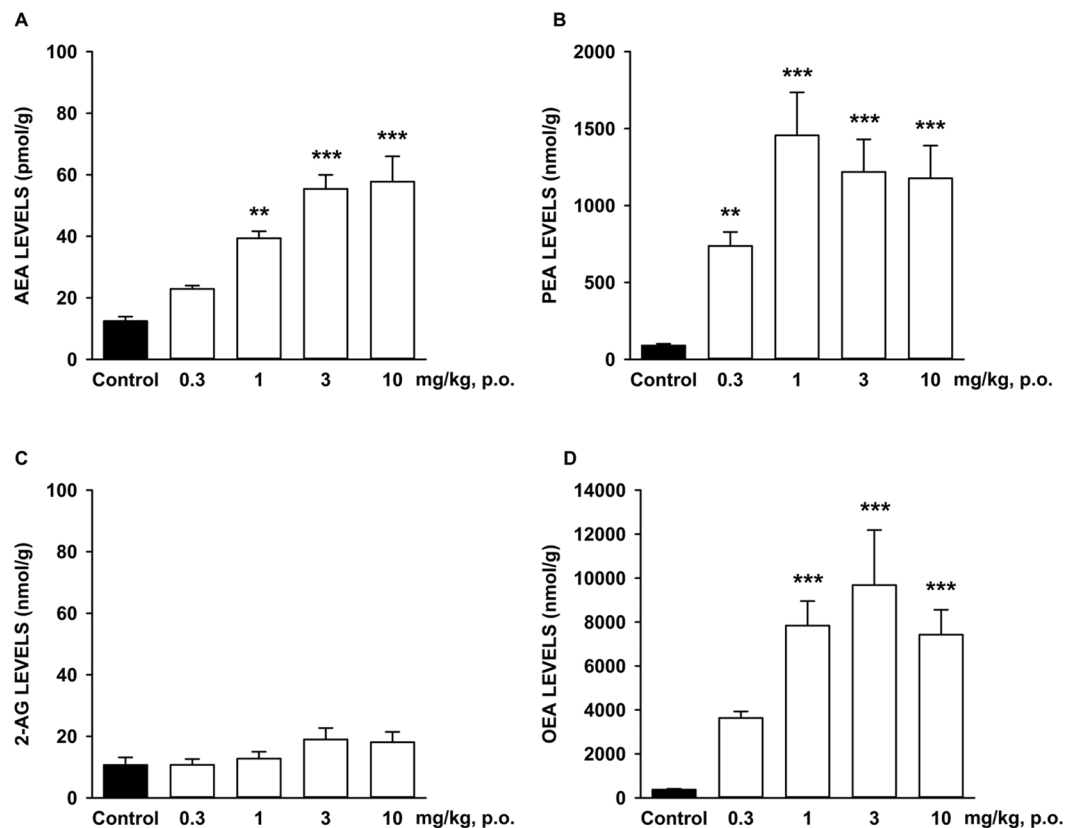 A
AEA LEVELS (pmol/g)
100
80
60
40
20
0
**
***
***
Control 0.3 1 3 10 mg/kg, p.o.
B
PEA LEVELS (nmol/g)
2000
1500
1000
500
0
**
***
***
***
Control 0.3 1 3 10 mg/kg, p.o.
C
2-AG LEVELS (nmol/g)
100
80
60
40
20
0
Control 0.3 1 3 10 mg/kg, p.o.
D
OEA LEVELS (nmol/g)
14000
12000
10000
8000
6000
4000
2000
0
***
***
***
Control 0.3 1 3 10 mg/kg, p.o.